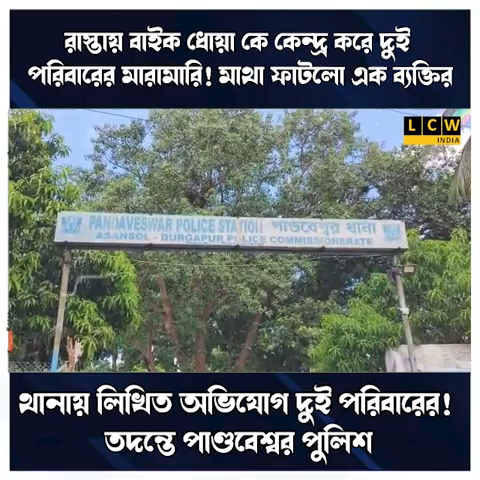 রাস্তায় বাইক ধোয়া কে কেন্দ্র করে দুই
পরিবারের মারামারি! মাথা ফাটলো এক ব্যক্তির
LCW
INDIA
PANDAVESWAR POLICE STATION পাণ্ডবেশ্বর থানা
ASANSOL - DURGAPUR POLICE COMMISSIONERATE
থানায় লিখিত অভিযোগ দুই পরিবারের!
তদন্তে পাণ্ডবেশ্বর পুলিশ